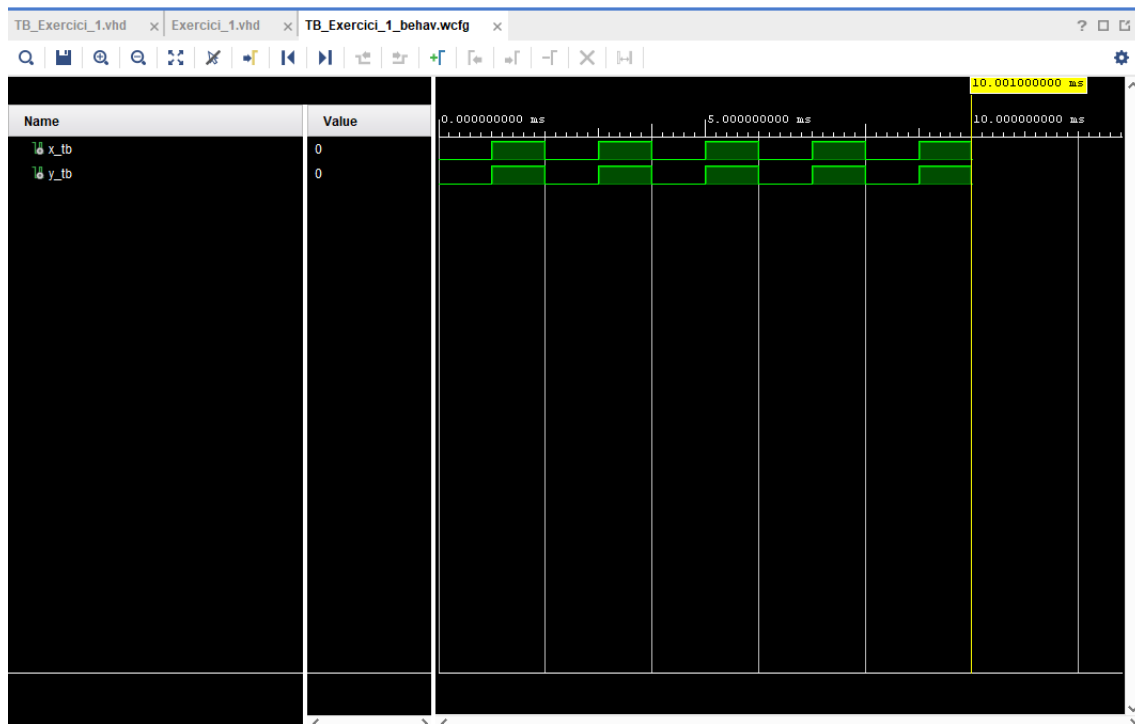 TB_Exercici_1.vhd × Exercici_1.vhd × TB_Exercici_1_behav.wcfg × ?
10.001000000 ms
Name Value 0.000000000 ms 5.000000000 ms 10.000000000 ms
x_tb 0
y_tb 0